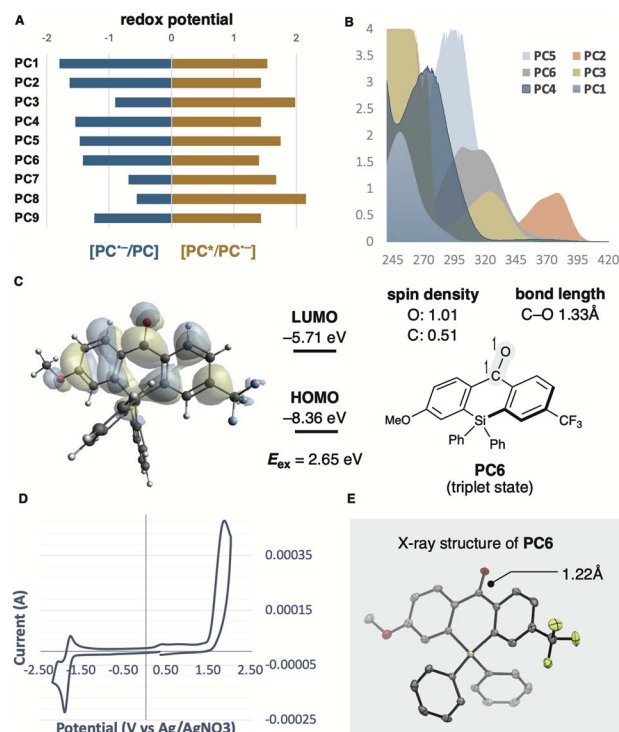 A
redox potential
-2 -1 0 1 2
PC1
PC2
PC3
PC4
PC5
PC6
PC7
PC8
PC9
[PC•−/PC] [PC*/PC•−]
B
4
3.5
3
2.5
2
1.5
1
0.5
0
PC5 PC2
PC6 PC3
PC4 PC1
245 270 295 320 345 370 395 420
C
LUMO
−5.71 eV
HOMO
−8.36 eV
Eex = 2.65 eV
spin density
O: 1.01
C: 0.51
bond length
C–O 1.33Å
1
O
1
C
MeO
Si
CF3
Ph
Ph
PC6
(triplet state)
D
Current (A)
0.00035
0.00015
-0.00005
-0.00025
-2.50 -1.50 -0.50 0.50 1.50 2.50
Potential (V vs Ag/AgNO3)
E
X-ray structure of PC6
1.22Å